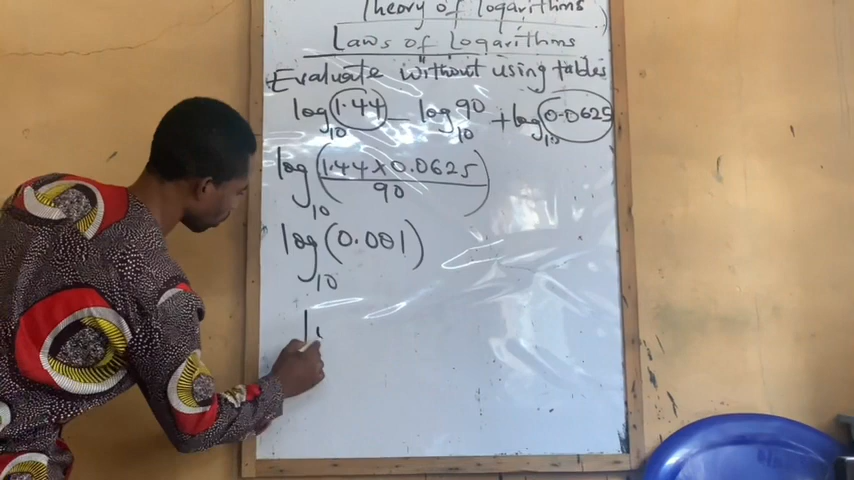 Theory of logarithms
Laws of Logarithms
Evaluate without using tables
log₁₀ 1.44 – log₁₀ 90 + log₁₀ 0.0625
log₁₀ (1.44 x 0.0625 / 90)
log₁₀ (0.001)